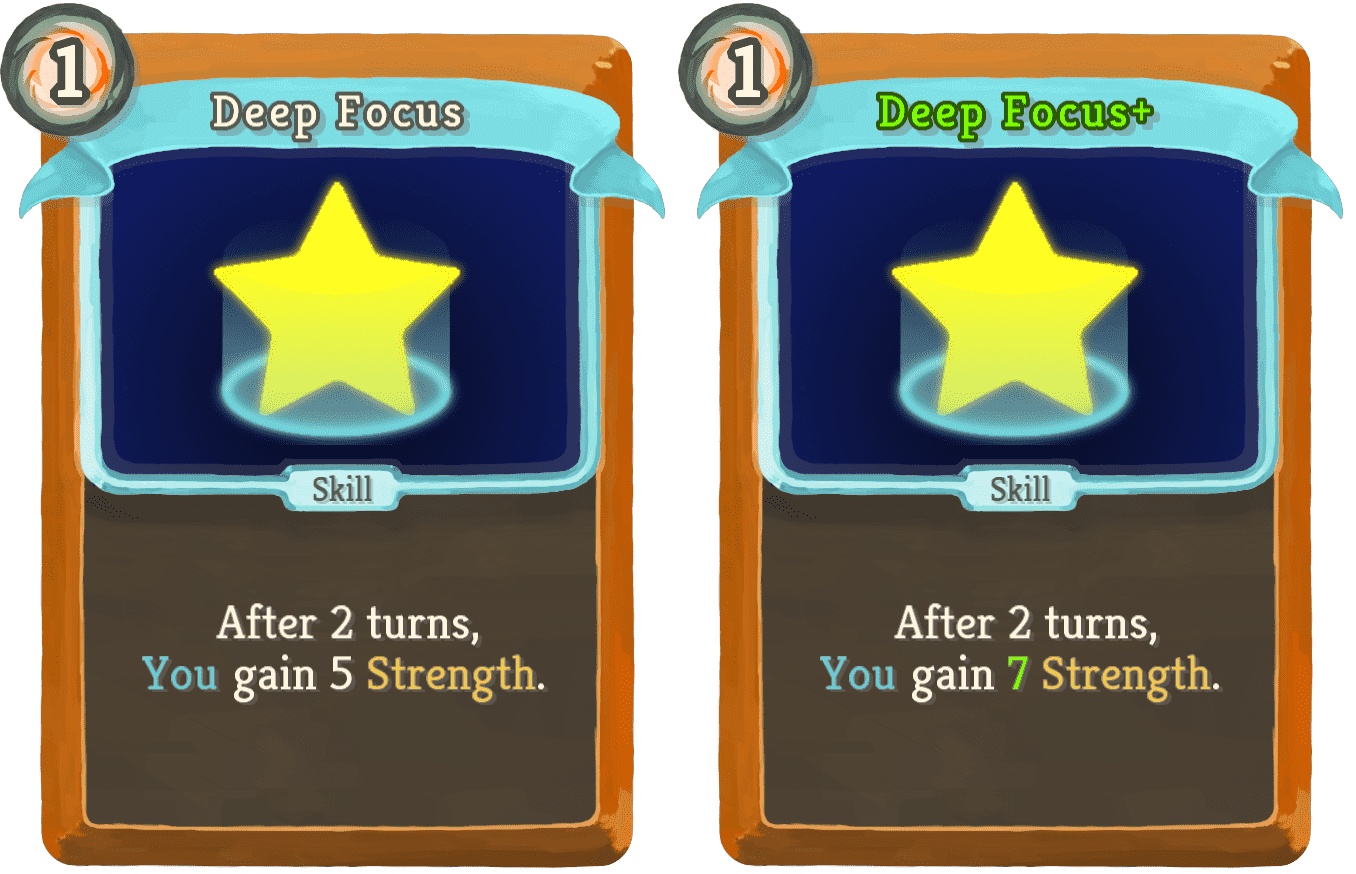 1
Deep Focus
Skill
After 2 turns,
You gain 5 Strength.
1
Deep Focus+
Skill
After 2 turns,
You gain 7 Strength.